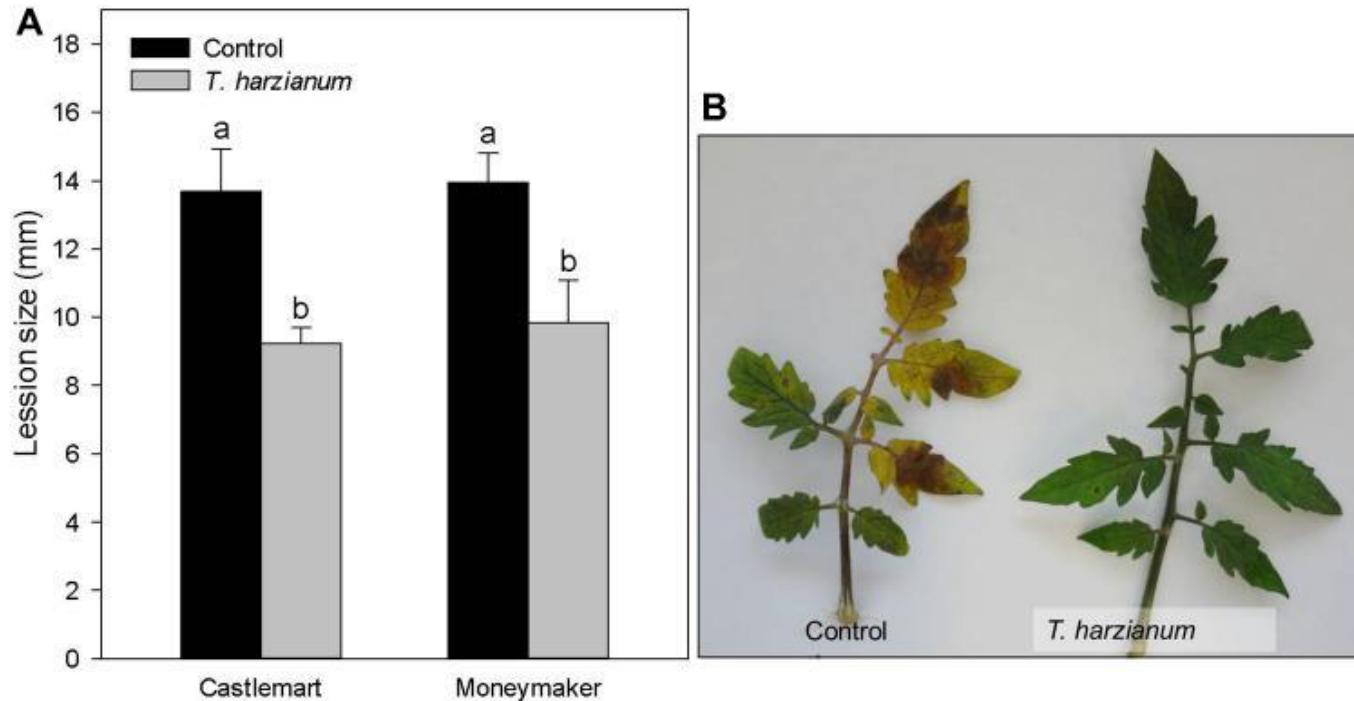 A
Control
T. harzianum
Lession size (mm)
18
16
14
12
10
8
6
4
2
0
a
b
a
b
Castlemart
Moneymaker
B
Control
T. harzianum